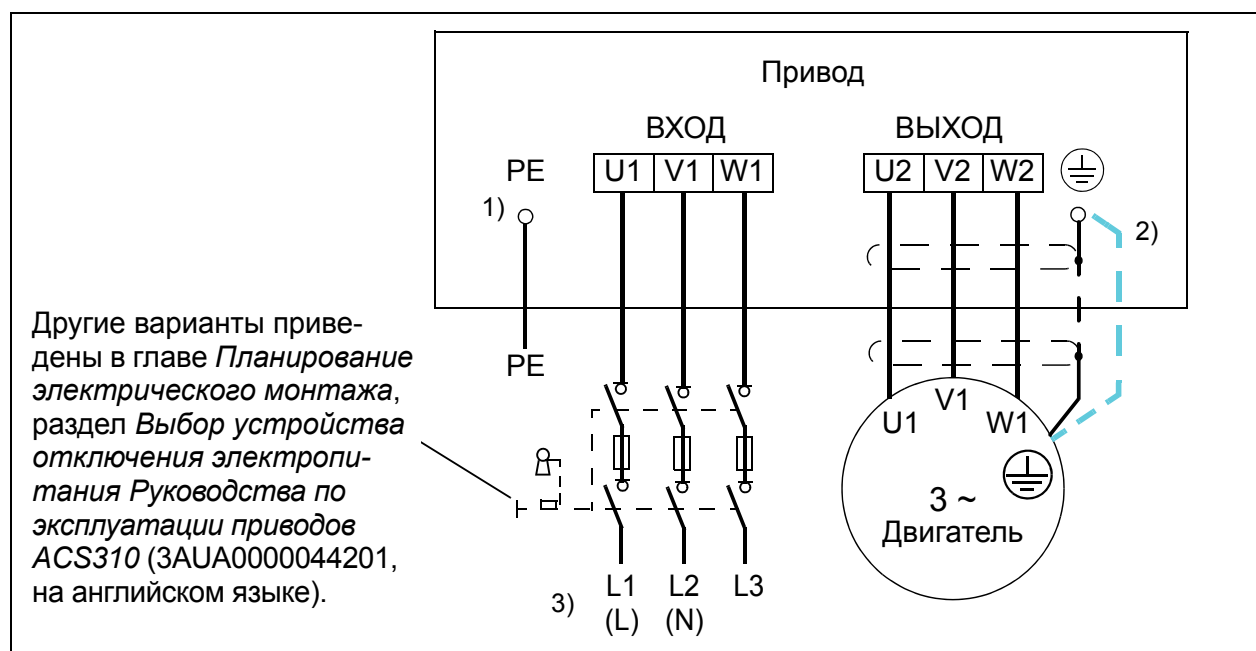 Привод
ВХОД
ВЫХОД
PE
U1 V1 W1
U2 V2 W2
1)
2)
Другие варианты приве-
дены в главе Планирование
электрического монтажа,
раздел Выбор устройства
отключения электропи-
тания Руководства по
эксплуатации приводов
ACS310 (3AUA0000044201,
на английском языке).
PE
U1 V1 W1
3 ~
Двигатель
3)
L1 L2 L3
(L) (N)